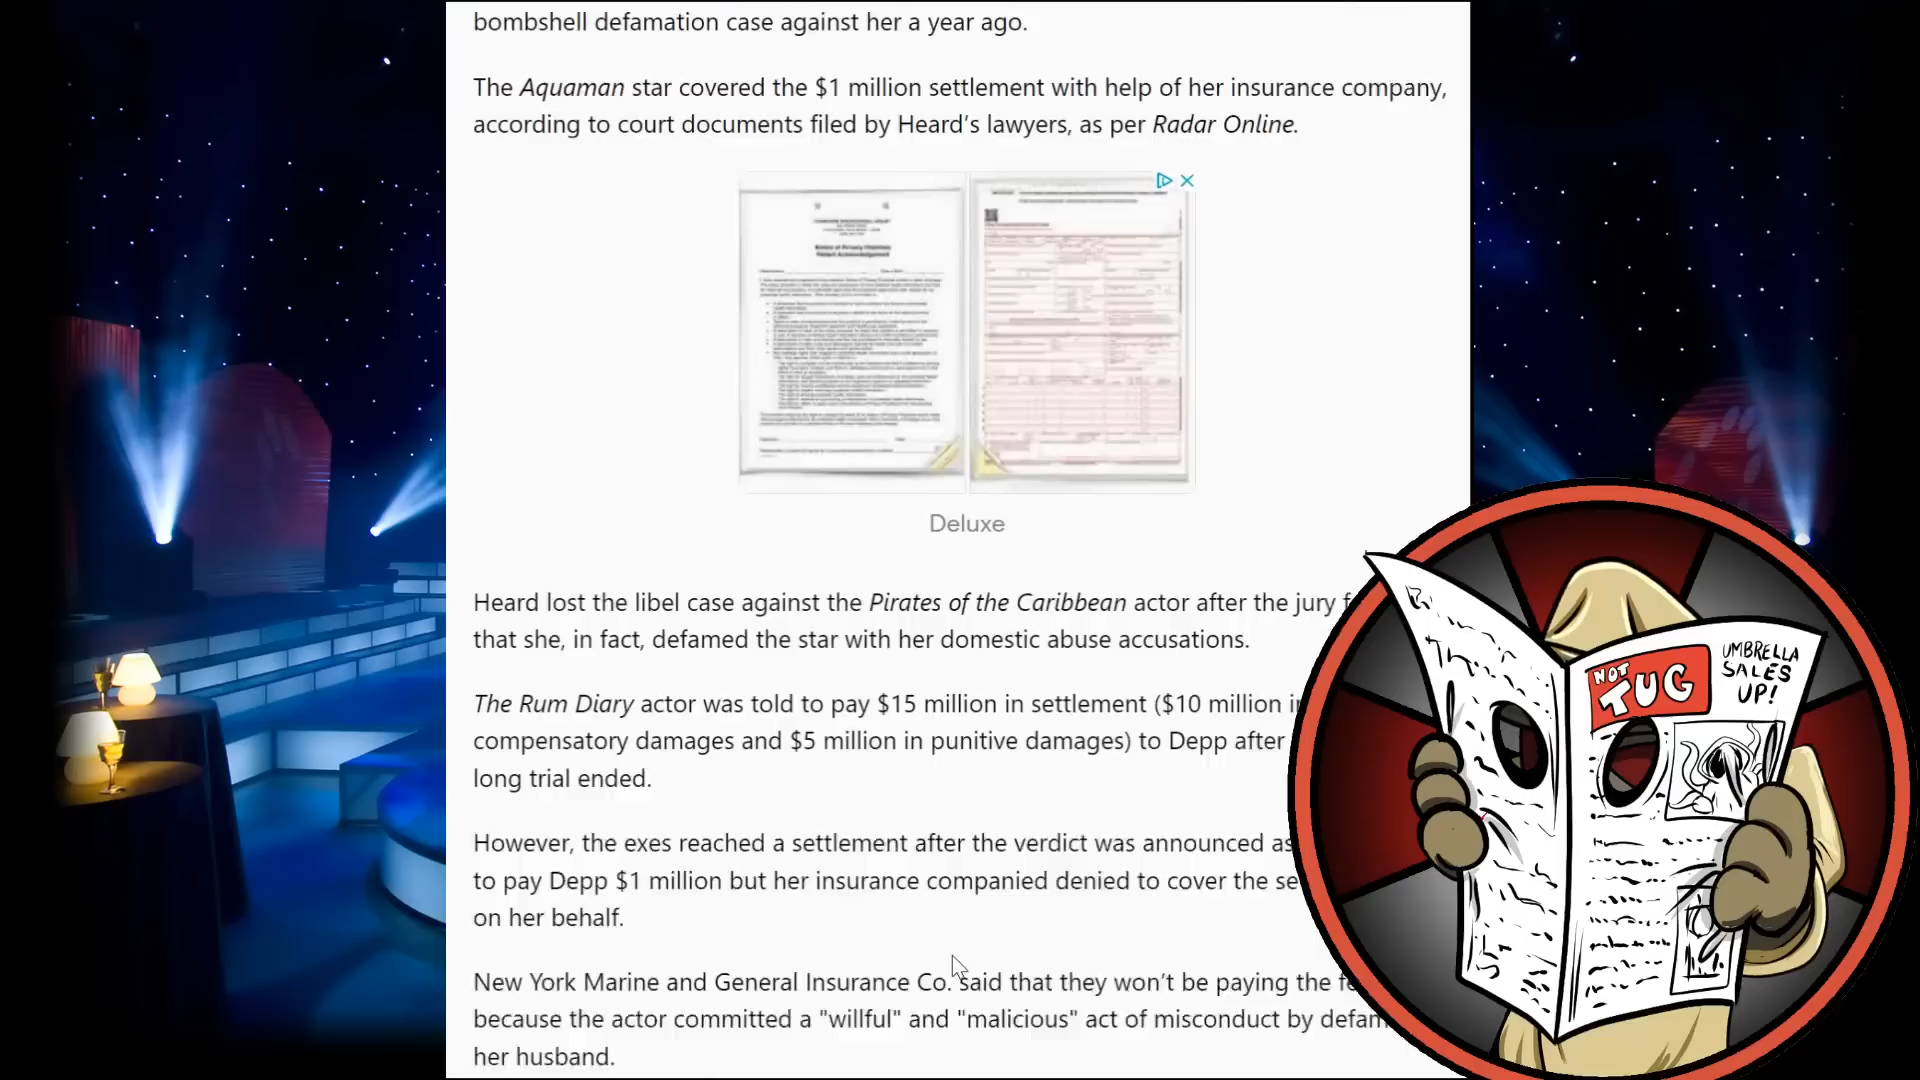 bombshell defamation case against her a year ago.
The Aquaman star covered the $1 million settlement with help of her insurance company,
according to court documents filed by Heard's lawyers, as per Radar Online.
Deluxe
Heard lost the libel case against the Pirates of the Caribbean actor after the jury
that she, in fact, defamed the star with her domestic abuse accusations.
The Rum Diary actor was told to pay $15 million in settlement ($10 million
compensatory damages and $5 million in punitive damages) to Depp after
long trial ended.
However, the exes reached a settlement after the verdict was announced as
to pay Depp $1 million but her insurance companied denied to cover the
on her behalf.
New York Marine and General Insurance Co. said that they won't be paying the
because the actor committed a "willful" and "malicious" act of misconduct by
her husband.
NOT
TUG
UMBRELLA
SALES
UP!